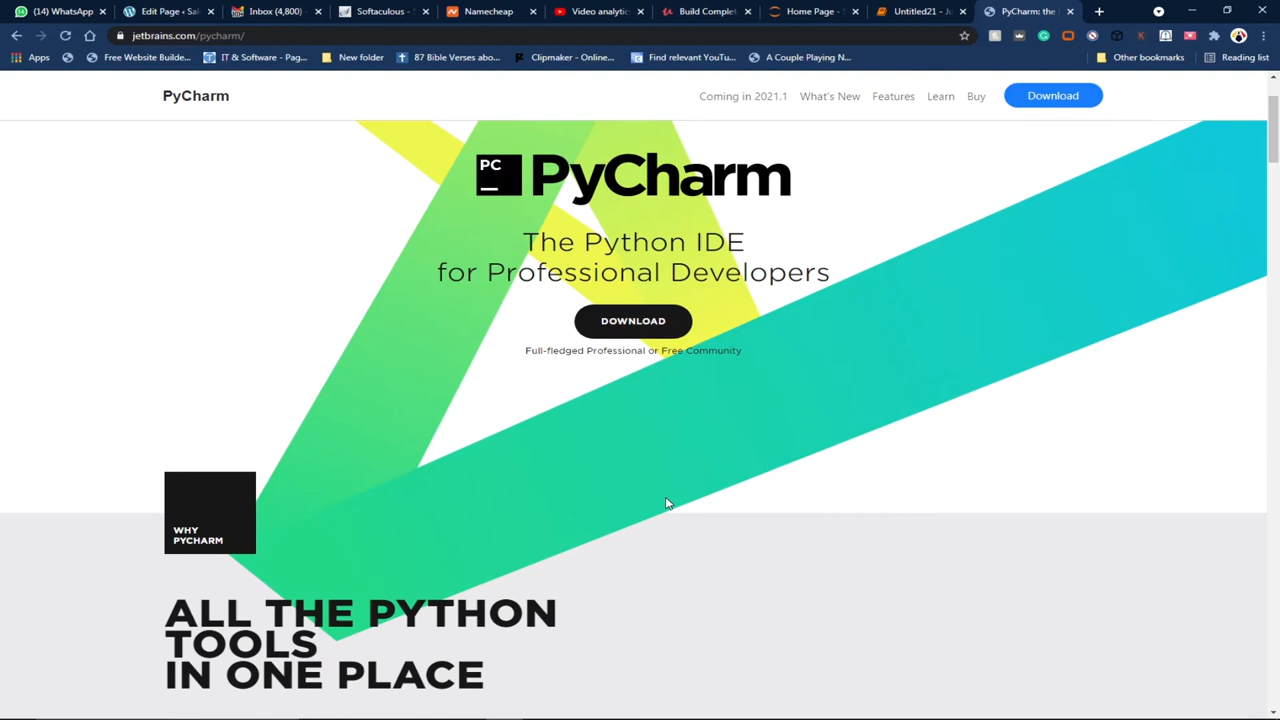 WhatsApp
Edit Page ‹ Sal
Inbox (4,800)
Softaculous - S
Namecheap
Video analytic
Build Complet
Home Page - S
Untitled21 - Ju
PyCharm: the
jetbrains.com/pycharm/
Apps
Free Website Builde...
IT & Software - Pag...
New folder
87 Bible Verses abo...
Clipmaker - Online...
Find relevant YouTu...
A Couple Playing N...
Other bookmarks
Reading list
PyCharm
Coming in 2021.1
What's New
Features
Learn
Buy
Download
PC
PyCharm
The Python IDE
for Professional Developers
DOWNLOAD
Full-fledged Professional or Free Community
WHY
PYCHARM
ALL THE PYTHON
TOOLS
IN ONE PLACE